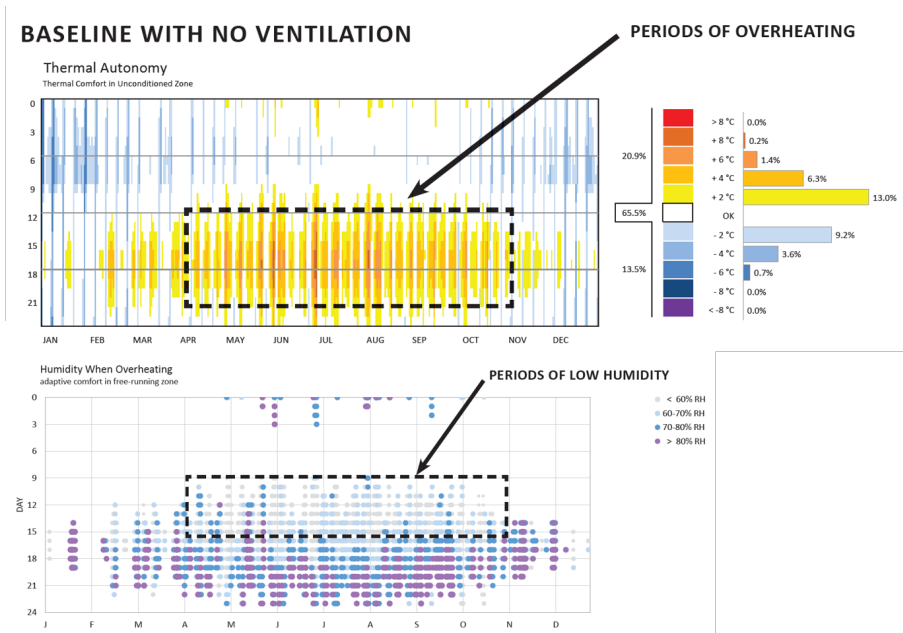 BASELINE WITH NO VENTILATION
PERIODS OF OVERHEATING
Thermal Autonomy
Thermal Comfort in Unconditioned Zone
0
3
6
9
12
15
18
21
JAN FEB MAR APR MAY JUN JUL AUG SEP OCT NOV DEC
20.9%
65.5%
13.5%
> 8 °C 0.0%
+ 8 °C 0.2%
+ 6 °C 1.4%
+ 4 °C 6.3%
+ 2 °C 13.0%
OK
- 2 °C 9.2%
- 4 °C 3.6%
- 6 °C 0.7%
- 8 °C 0.0%
< -8 °C 0.0%
Humidity When Overheating
adaptive comfort in free-running zone
PERIODS OF LOW HUMIDITY
< 60% RH
60-70% RH
70-80% RH
> 80% RH
DAY
0
3
6
9
12
15
18
21
24
J F M A M J J A S O N D